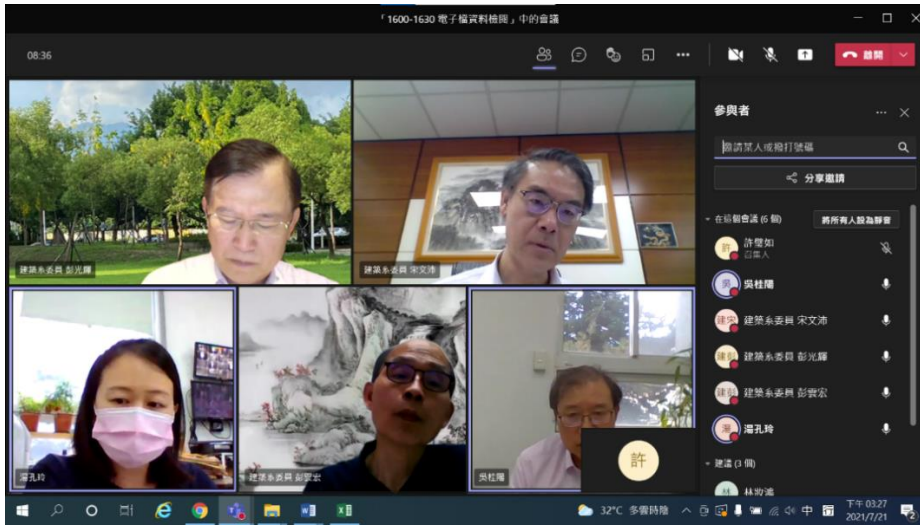 「1600-1630 電子檔資料檢閱」中的會議
08:36
離開
參與者
邀請某人或撥打號碼
分享邀請
在這個會議 (6 個)
將所有人設為靜音
許
召集人
吳桂陽
建築系委員 宋文沛
建築系委員 彭光輝
建築系委員 彭雲宏
湯孔玲
建議 (3 個)
林
建築系委員 彭光輝
建築系委員 宋文沛
湯孔玲
建築系委員 彭雲宏
吳桂陽
許
32°C 多雲時陰
中
下午 03:27
2021/7/21